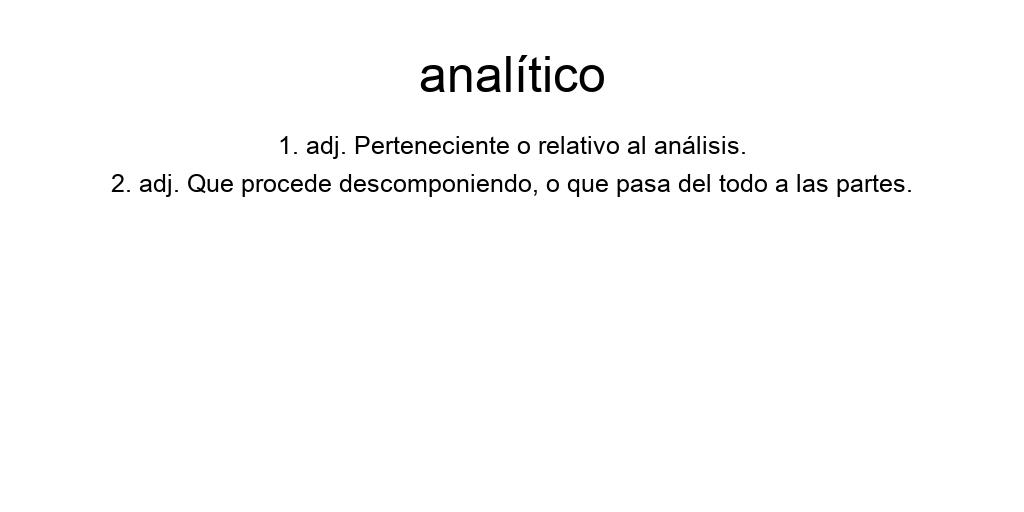 analítico
1. adj. Perteneciente o relativo al análisis.
2. adj. Que procede descomponiendo, o que pasa del todo a las partes.